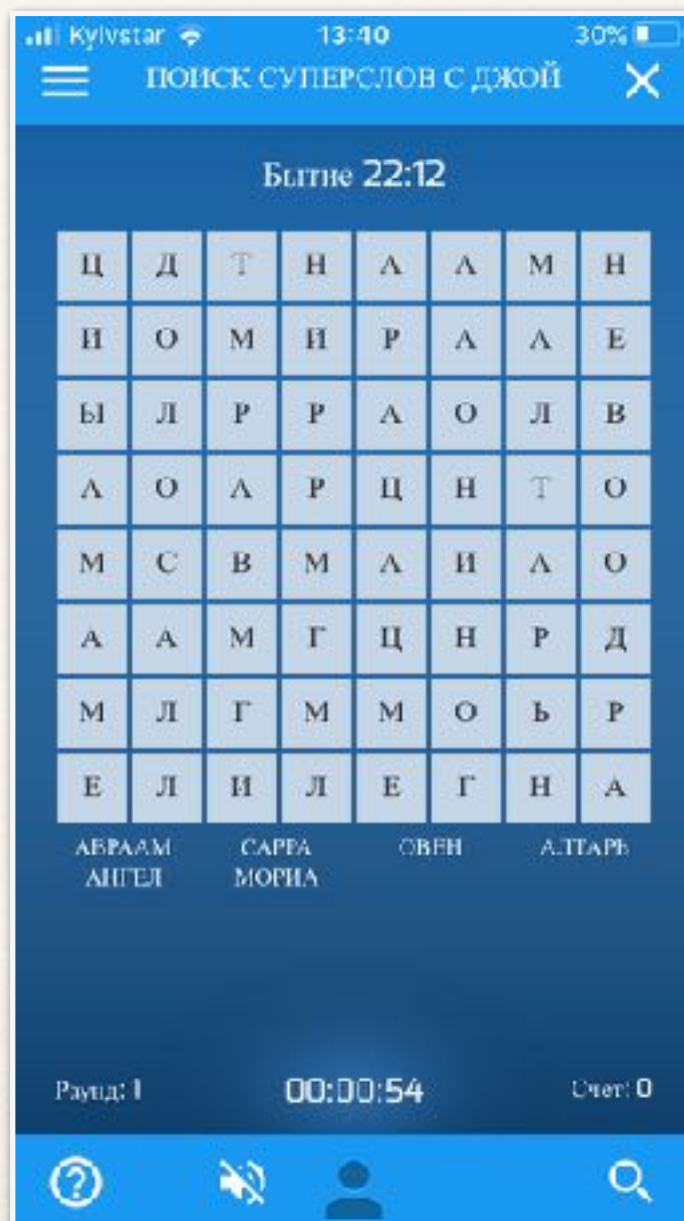 Kyivstar 13:40 30%
ПОИСК СУПЕРСЛОВ С ДЖОЙ
Бытие 22:12
Ц Д Т Н А А М Н
И О М И Р А А Е
Ы Л Р Р А О Л В
А О А Р Ц Н Т О
М С В М А И А О
А А М Г Ц Н Р Д
М Л Г М М О Ь Р
Е Л И Л Е Г Н А
АВРААМ САРРА ОВЕН АЛТАРЬ
АНГЕЛ МОРИА
Раунд: 1 00:00:54 Счет: 0